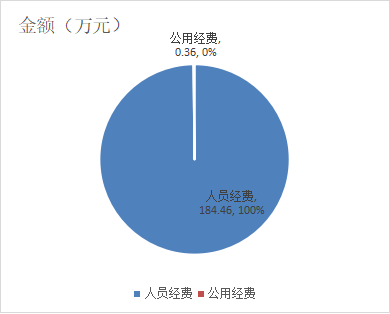 金额（万元）
公用经费,
0.36, 0%
人员经费,
184.46, 100%
人员经费
公用经费